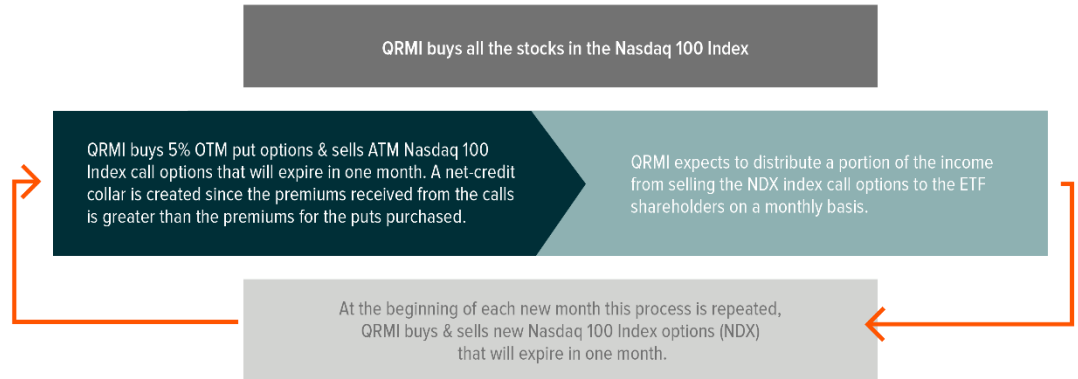 QRMI buys all the stocks in the Nasdaq 100 Index
QRMI buys 5% OTM put options & sells ATM Nasdaq 100
Index call options that will expire in one month. A net-credit
collar is created since the premiums received from the calls
is greater than the premiums for the puts purchased.
QRMI expects to distribute a portion of the income
from selling the NDX index call options to the ETF
shareholders on a monthly basis.
At the beginning of each new month this process is repeated,
QRMI buys & sells new Nasdaq 100 Index options (NDX)
that will expire in one month.